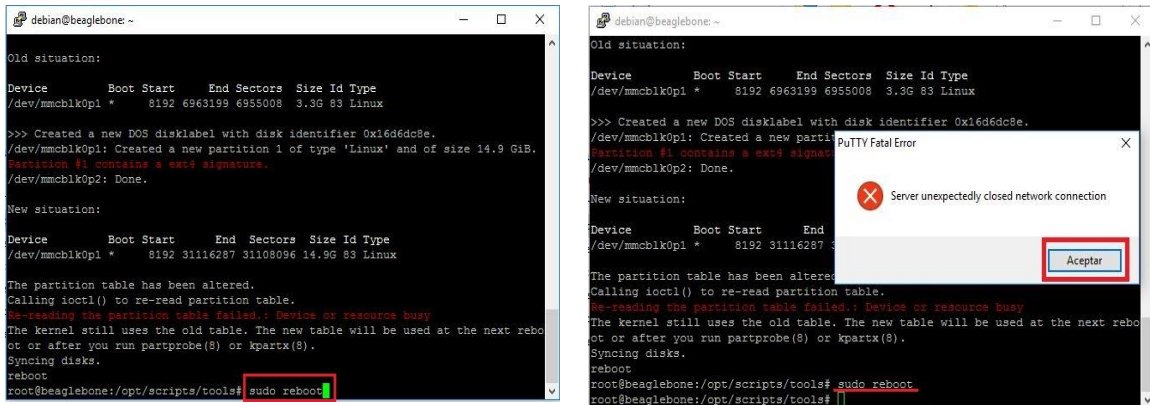 debian@beaglebone: ~
Old situation:
Device Boot Start End Sectors Size Id Type
/dev/mmcblk0p1 * 8192 6963199 6955008 3.3G 83 Linux
>>> Created a new DOS disklabel with disk identifier 0x16d6dc8e.
/dev/mmcblk0p1: Created a new partition 1 of type 'Linux' and of size 14.9 GiB.
Partition #1 contains a ext4 signature.
/dev/mmcblk0p2: Done.
New situation:
Device Boot Start End Sectors Size Id Type
/dev/mmcblk0p1 * 8192 31116287 31108096 14.9G 83 Linux
The partition table has been altered.
Calling ioctl() to re-read partition table.
Re-reading the partition table failed.: Device or resource busy
The kernel still uses the old table. The new table will be used at the next rebo
ot or after you run partprobe(8) or kpartx(8).
Syncing disks.
reboot
root@beaglebone:/opt/scripts/tools# sudo reboot
debian@beaglebone: ~
Old situation:
Device Boot Start End Sectors Size Id Type
/dev/mmcblk0p1 * 8192 6963199 6955008 3.3G 83 Linux
>>> Created a new DOS disklabel with disk identifier 0x16d6dc8e.
/dev/mmcblk0p1: Created a new parti
Partition #1 contains a ext4 signat
/dev/mmcblk0p2: Done.
New situation:
Device Boot Start End
/dev/mmcblk0p1 * 8192 31116287 3
The partition table has been altere
Calling ioctl() to re-read partition table.
Re-reading the partition table failed.: Device or resource busy
The kernel still uses the old table. The new table will be used at the next rebo
ot or after you run partprobe(8) or kpartx(8).
Syncing disks.
reboot
root@beaglebone:/opt/scripts/tools# sudo reboot
root@beaglebone:/opt/scripts/tools#
PuTTY Fatal Error
Server unexpectedly closed network connection
Aceptar